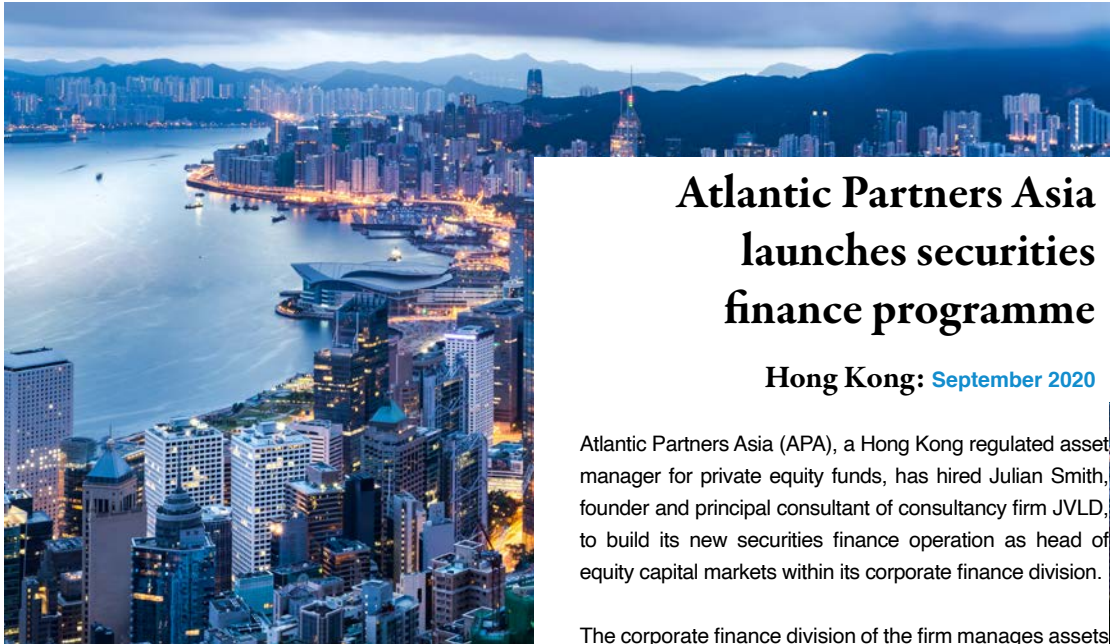 Atlantic Partners Asia
launches securities
finance programme
Hong Kong: September 2020
Atlantic Partners Asia (APA), a Hong Kong regulated asset
manager for private equity funds, has hired Julian Smith,
founder and principal consultant of consultancy firm JVLD,
to build its new securities finance operation as head of
equity capital markets within its corporate finance division.
The corporate finance division of the firm manages assets